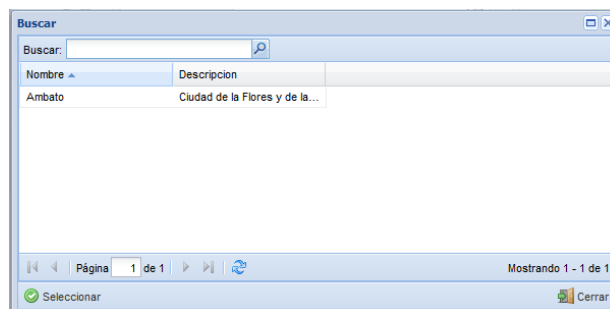 Buscar
Buscar:
Nombre Descripcion
Ambato Ciudad de la Flores y de la...
Página 1 de 1 Mostrando 1 - 1 de 1
Seleccionar Cerrar